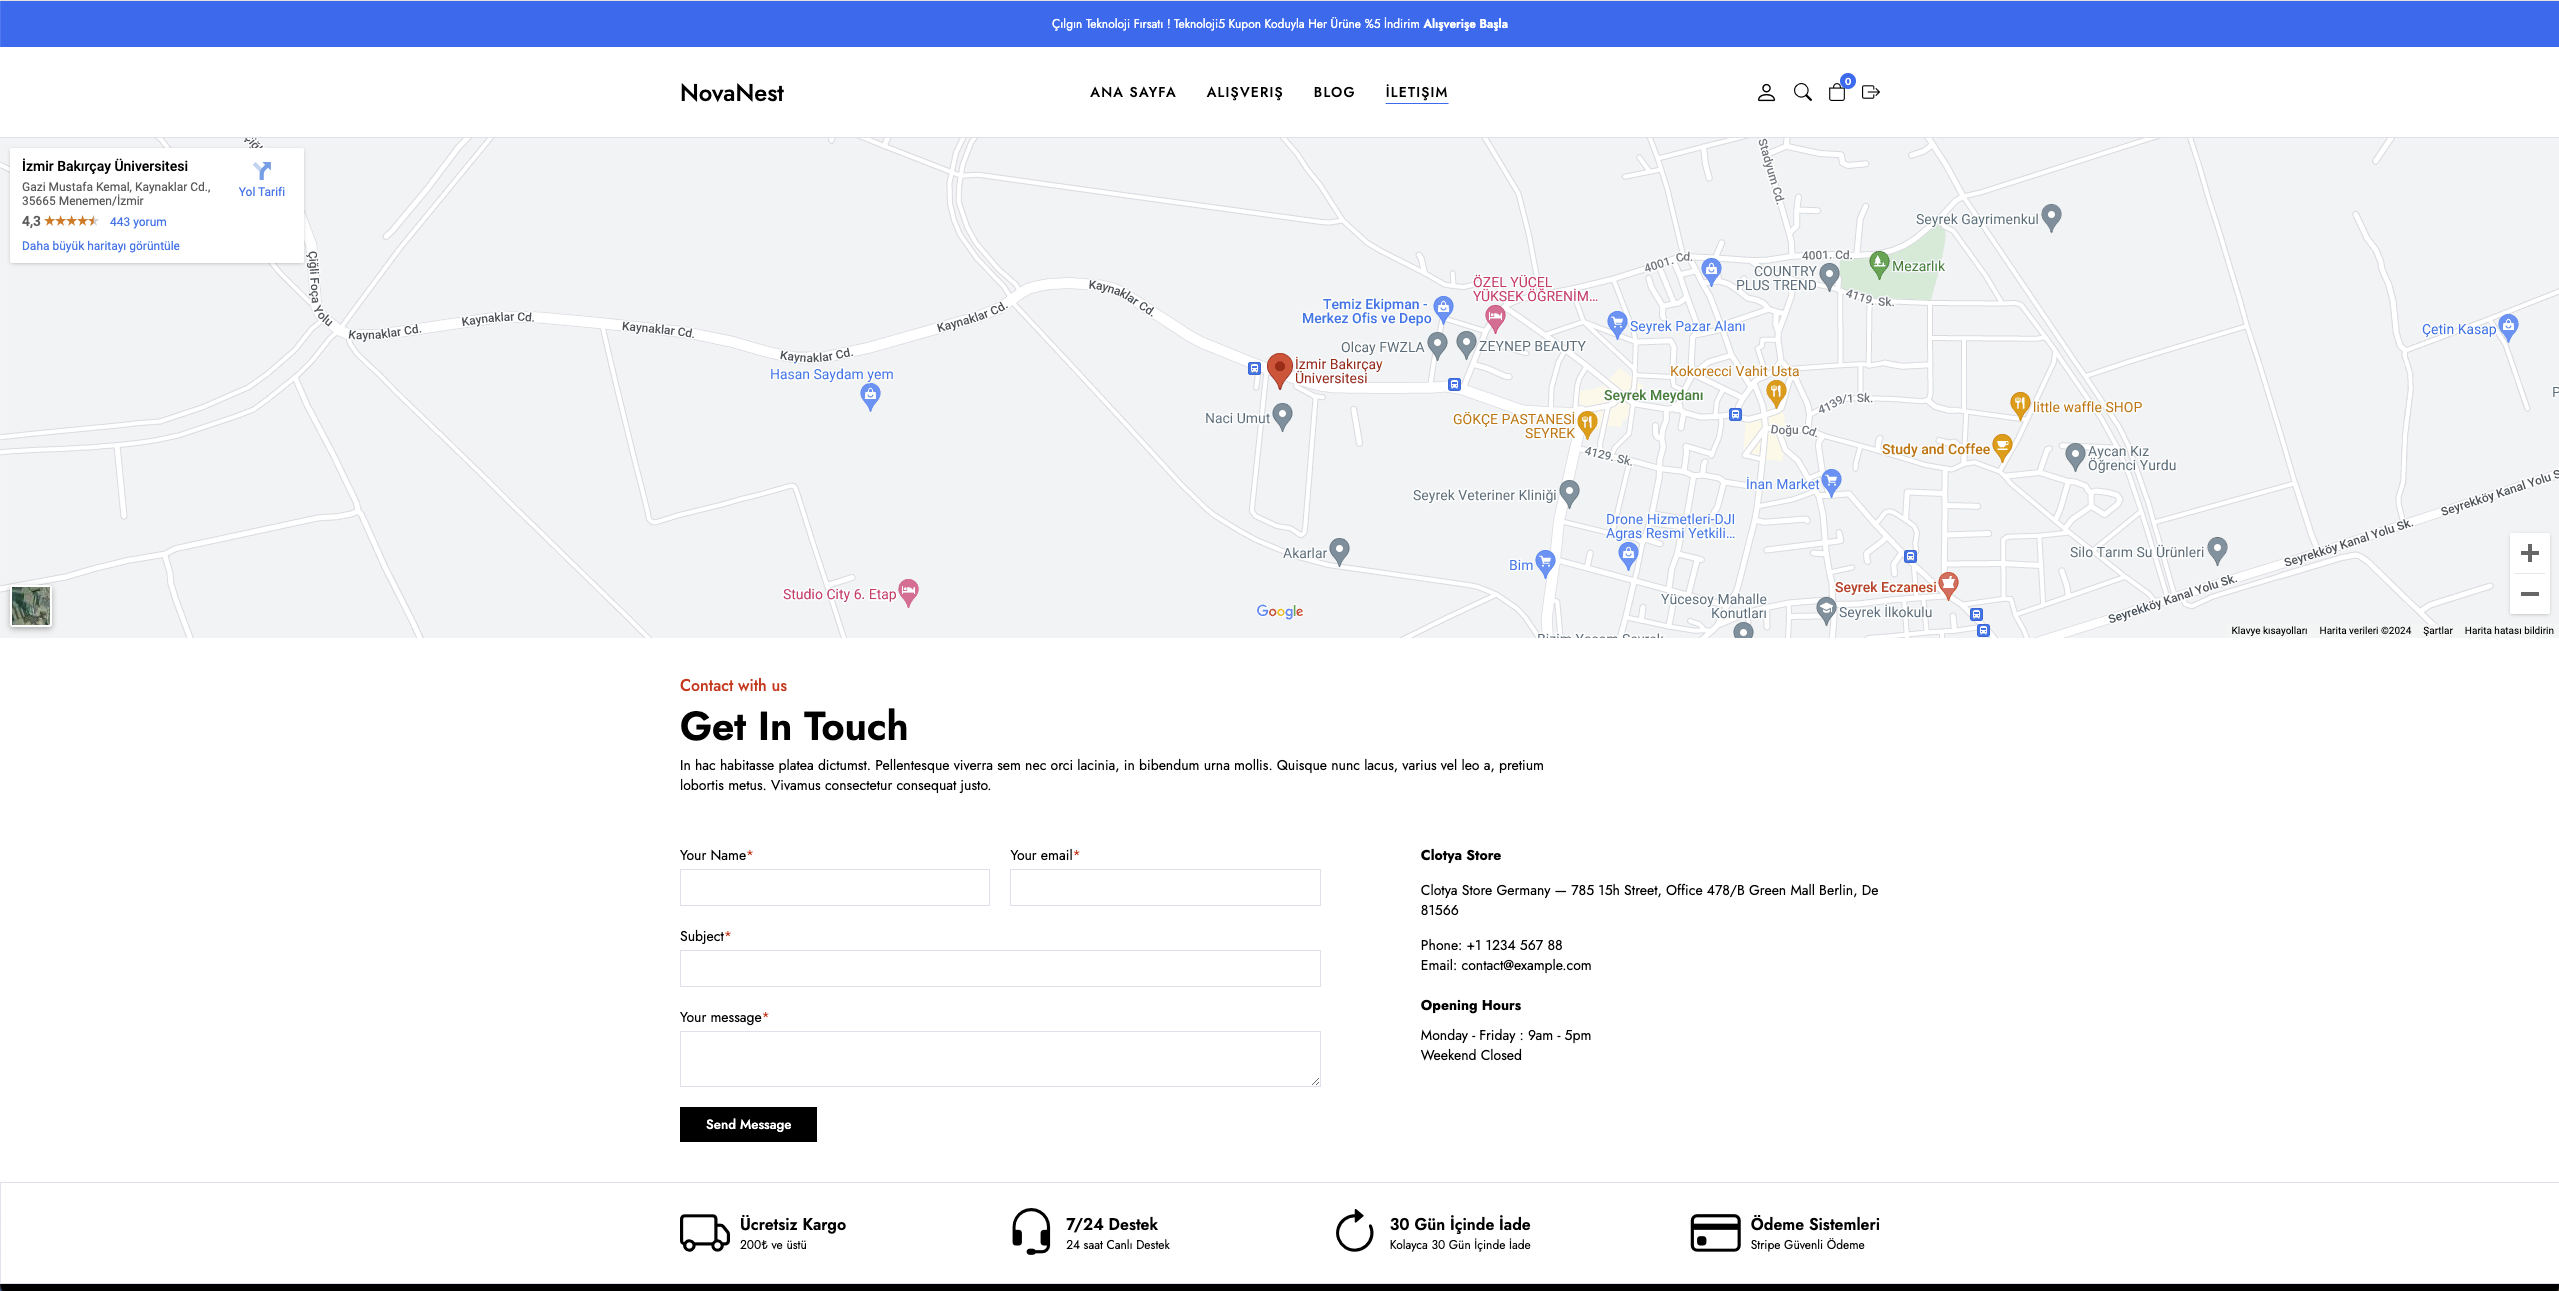 Çılgın Teknoloji Fırsatı ! Teknoloji5 Kupon Koduyla Her Ürüne %5 İndirim Alışverişe Başla
NovaNest
ANA SAYFA
ALIŞVERIŞ
BLOG
İLETIŞIM
0
İzmir Bakırçay Üniversitesi
Gazi Mustafa Kemal, Kaynaklar Cd.,
35665 Menemen/İzmir
4,3
443 yorum
Daha büyük haritayı görüntüle
Yol Tarifi
Çiğli Foça Yolu
Kaynaklar Cd.
Kaynaklar Cd.
Kaynaklar Cd.
Kaynaklar Cd.
Kaynaklar Cd.
Kaynaklar Cd.
Hasan Saydam yem
Stadyum Cd.
Seyrek Gayrimenkul
4001. Cd.
4001. Cd.
Mezarlık
COUNTRY
PLUS TREND
4119. Sk.
ÖZEL YÜCEL
YÜKSEK ÖĞRENİM...
Temiz Ekipman -
Merkez Ofis ve Depo
Seyrek Pazar Alanı
Çetin Kasap
Olcay FWZLA
ZEYNEP BEAUTY
İzmir Bakırçay
Üniversitesi
Kokorecci Vahit Usta
Seyrek Meydanı
4139/1 Sk.
little waffle SHOP
Naci Umut
GÖKÇE PASTANESİ
SEYREK
Doğu Cd.
4129. Sk.
Study and Coffee
Aycan Kız
Öğrenci Yurdu
İnan Market
Seyrek Veteriner Kliniği
Seyrekköy Kanal Yolu S
Drone Hizmetleri-DJI
Agras Resmi Yetkili...
Seyrekköy Kanal Yolu Sk.
Akarlar
Bim
Silo Tarım Su Ürünleri
Seyrekköy Kanal Yolu Sk.
Studio City 6. Etap
Seyrek Eczanesi
Yücesoy Mahalle
Konutları
Seyrek İlkokulu
Google
Klavye kısayolları
Harita verileri ©2024
Şartlar
Harita hatası bildirin
Contact with us
Get In Touch
In hac habitasse platea dictumst. Pellentesque viverra sem nec orci lacinia, in bibendum urna mollis. Quisque nunc lacus, varius vel leo a, pretium
lobortis metus. Vivamus consectetur consequat justo.
Your Name*
Your email*
Subject*
Your message*
Send Message
Clotya Store
Clotya Store Germany — 785 15h Street, Office 478/B Green Mall Berlin, De
81566
Phone: +1 1234 567 88
Email: contact@example.com
Opening Hours
Monday - Friday : 9am - 5pm
Weekend Closed
Ücretsiz Kargo
200₺ ve üstü
7/24 Destek
24 saat Canlı Destek
30 Gün İçinde İade
Kolayca 30 Gün İçinde İade
Ödeme Sistemleri
Stripe Güvenli Ödeme